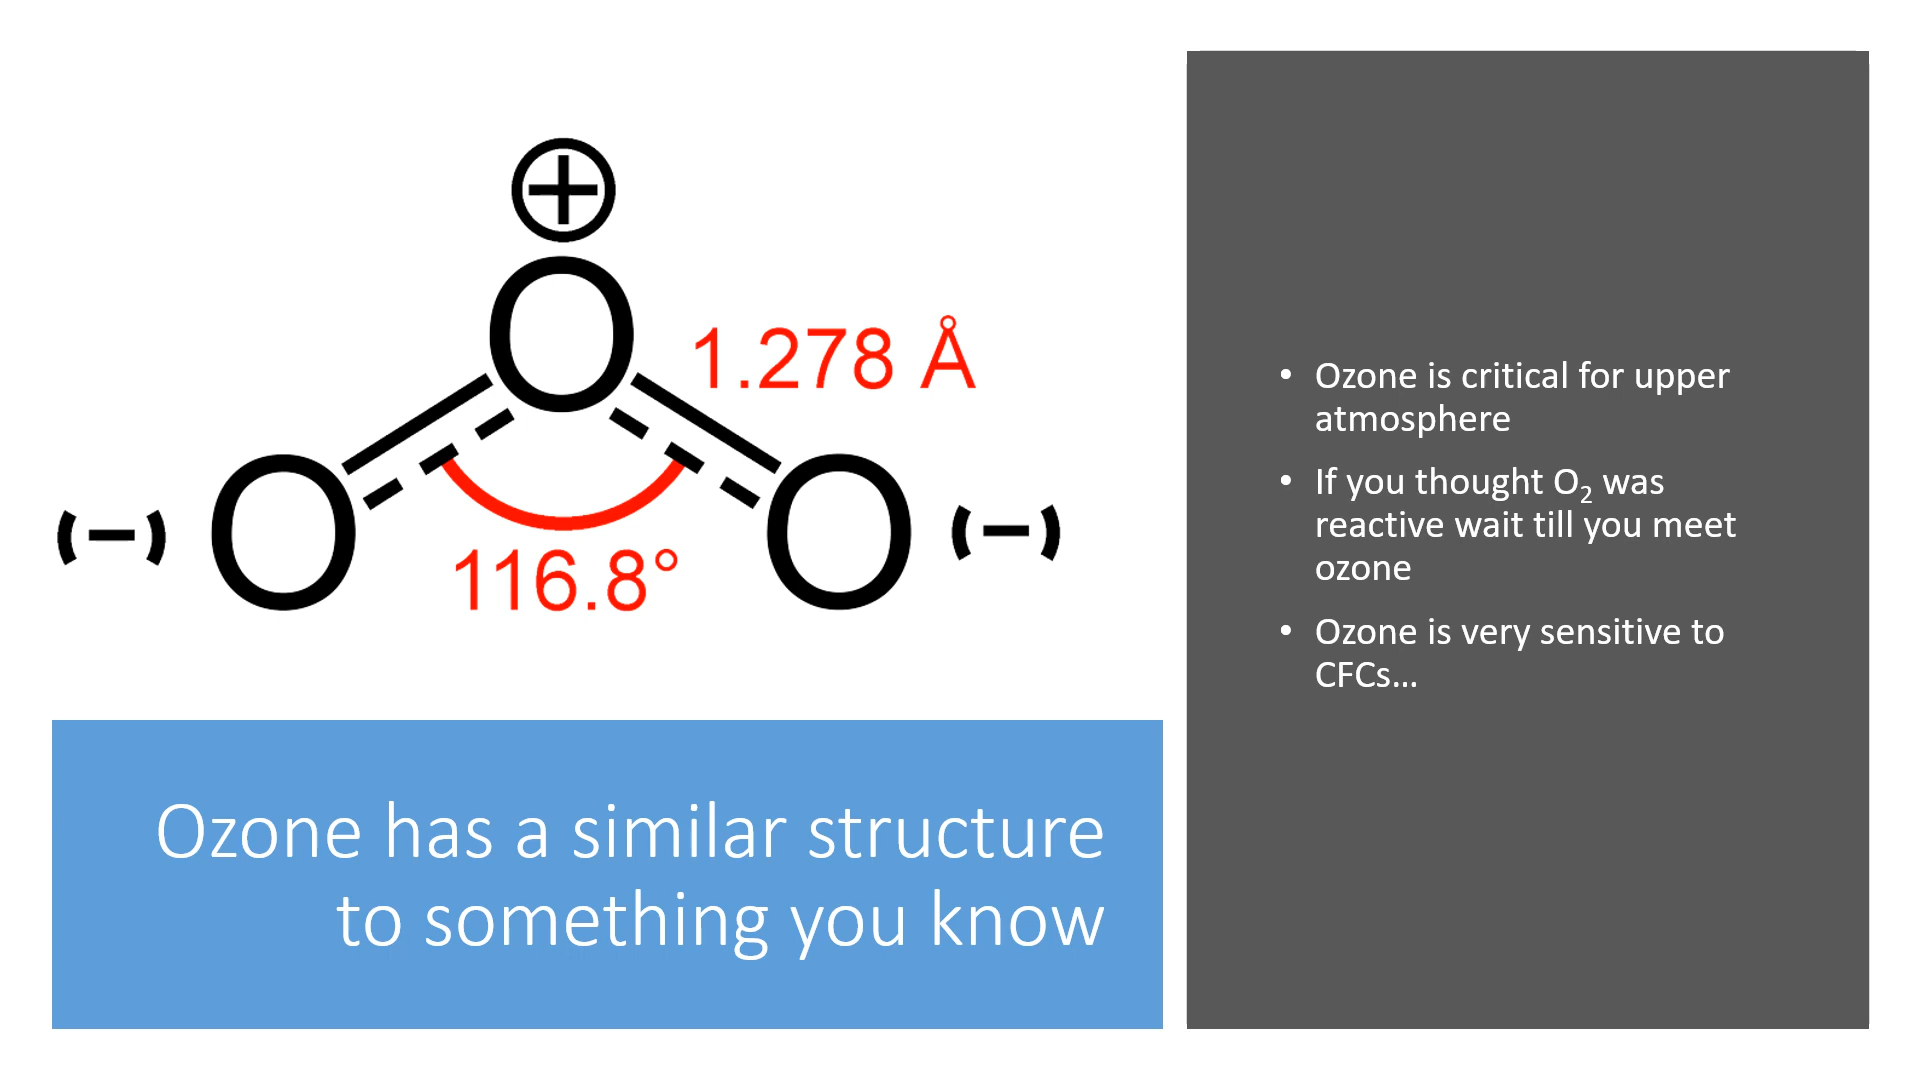 ⊕
O
1.278 Å
(−) O O (−)
116.8°
Ozone has a similar structure
to something you know
• Ozone is critical for upper
atmosphere
• If you thought O₂ was
reactive wait till you meet
ozone
• Ozone is very sensitive to
CFCs...